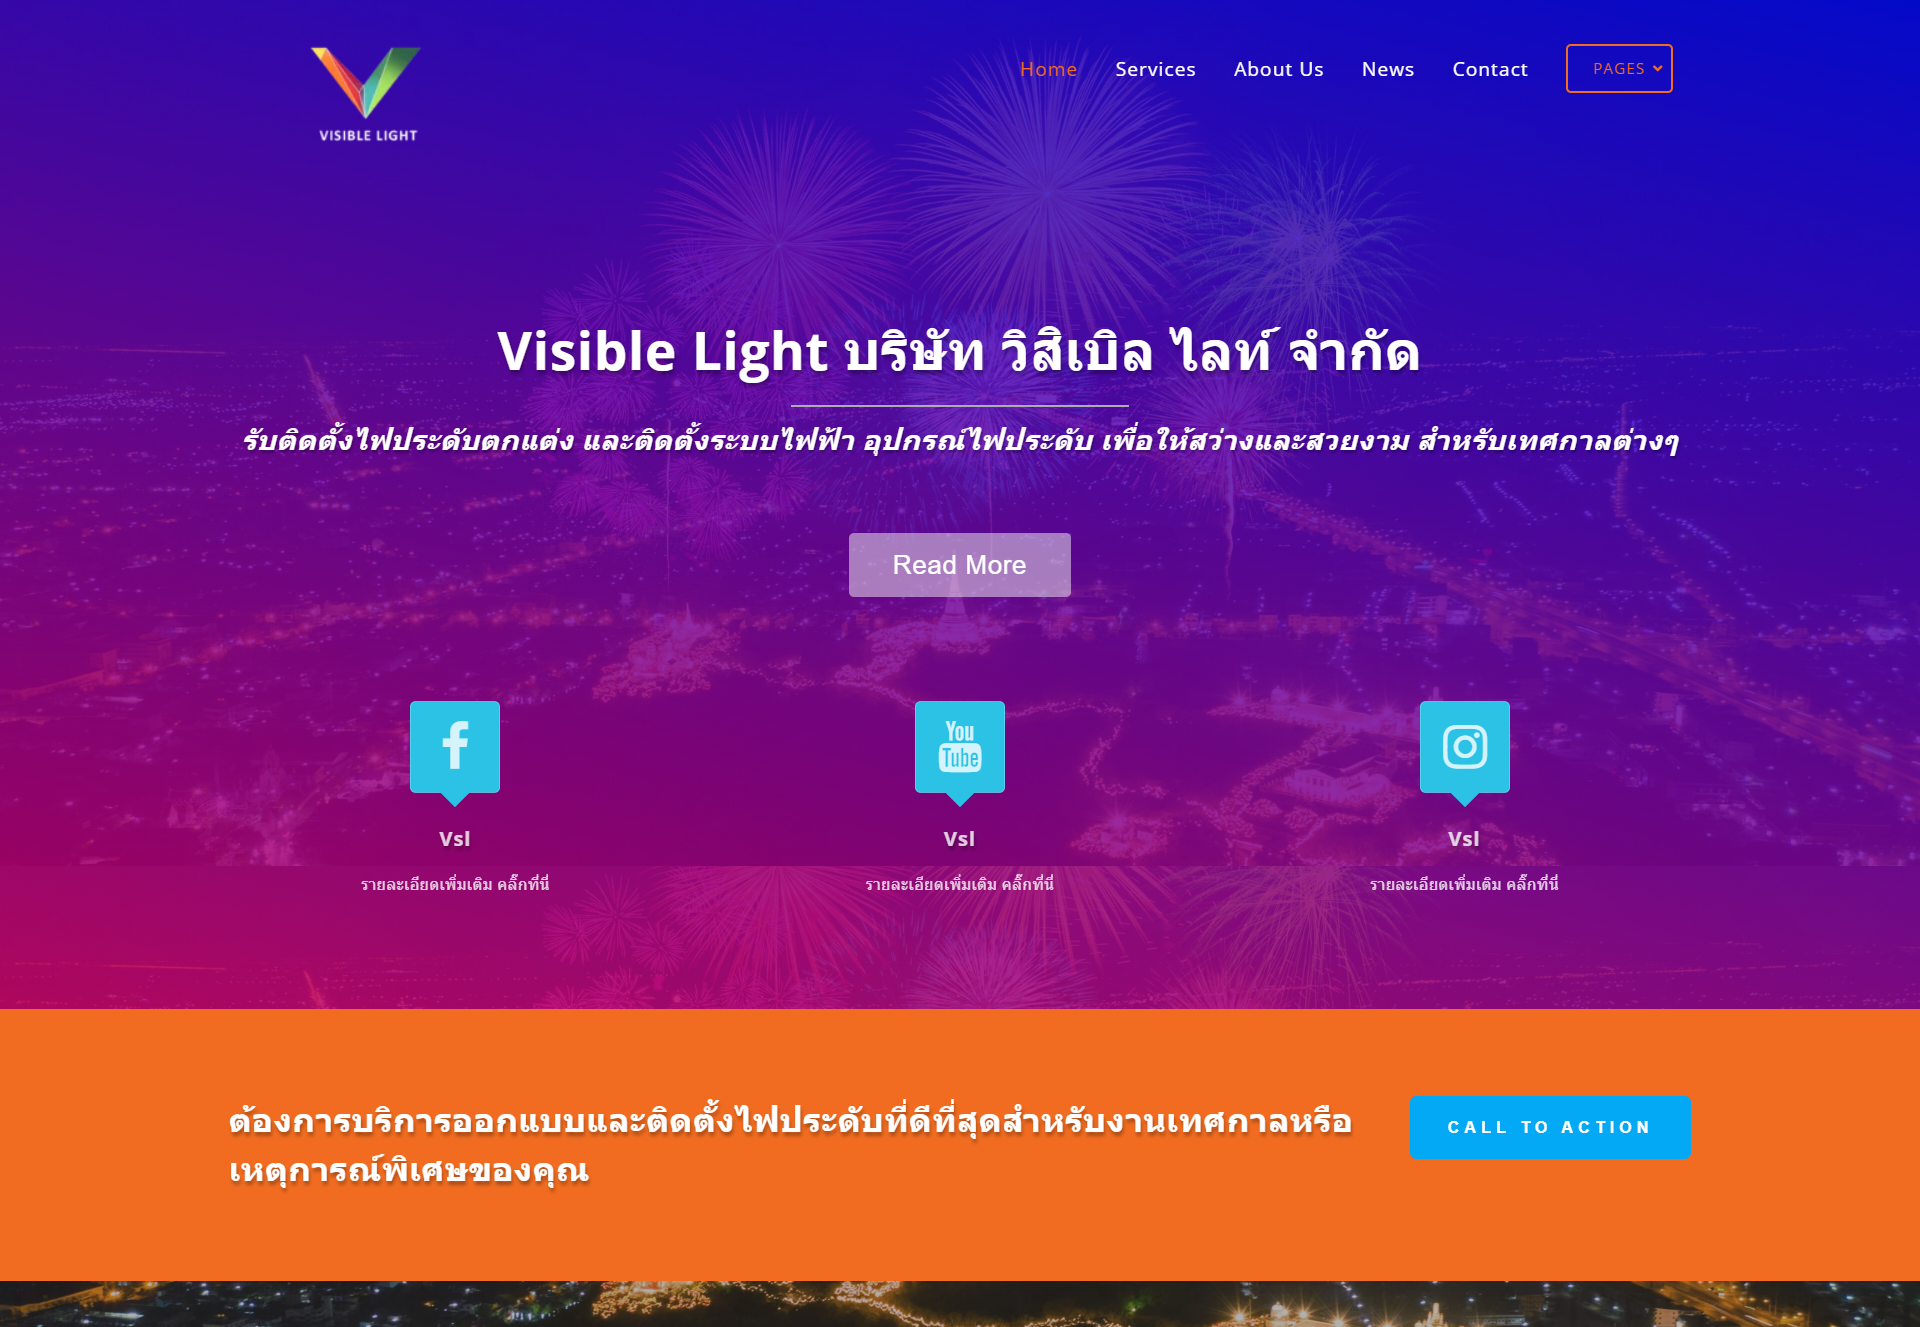 VISIBLE LIGHT
Home
Services
About Us
News
Contact
PAGES
Visible Light บริษัท วิสิเบิล ไลท์ จำกัด
รับติดตั้งไฟประดับตกแต่ง และติดตั้งระบบไฟฟ้า อุปกรณ์ไฟประดับ เพื่อให้สว่างและสวยงาม สำหรับเทศกาลต่างๆ
Read More
You
Tube
Vsl
รายละเอียดเพิ่มเติม คลิ๊กที่นี่
Vsl
รายละเอียดเพิ่มเติม คลิ๊กที่นี่
Vsl
รายละเอียดเพิ่มเติม คลิ๊กที่นี่
ต้องการบริการออกแบบและติดตั้งไฟประดับที่ดีที่สุดสำหรับงานเทศกาลหรือ
เหตุการณ์พิเศษของคุณ
CALL TO ACTION